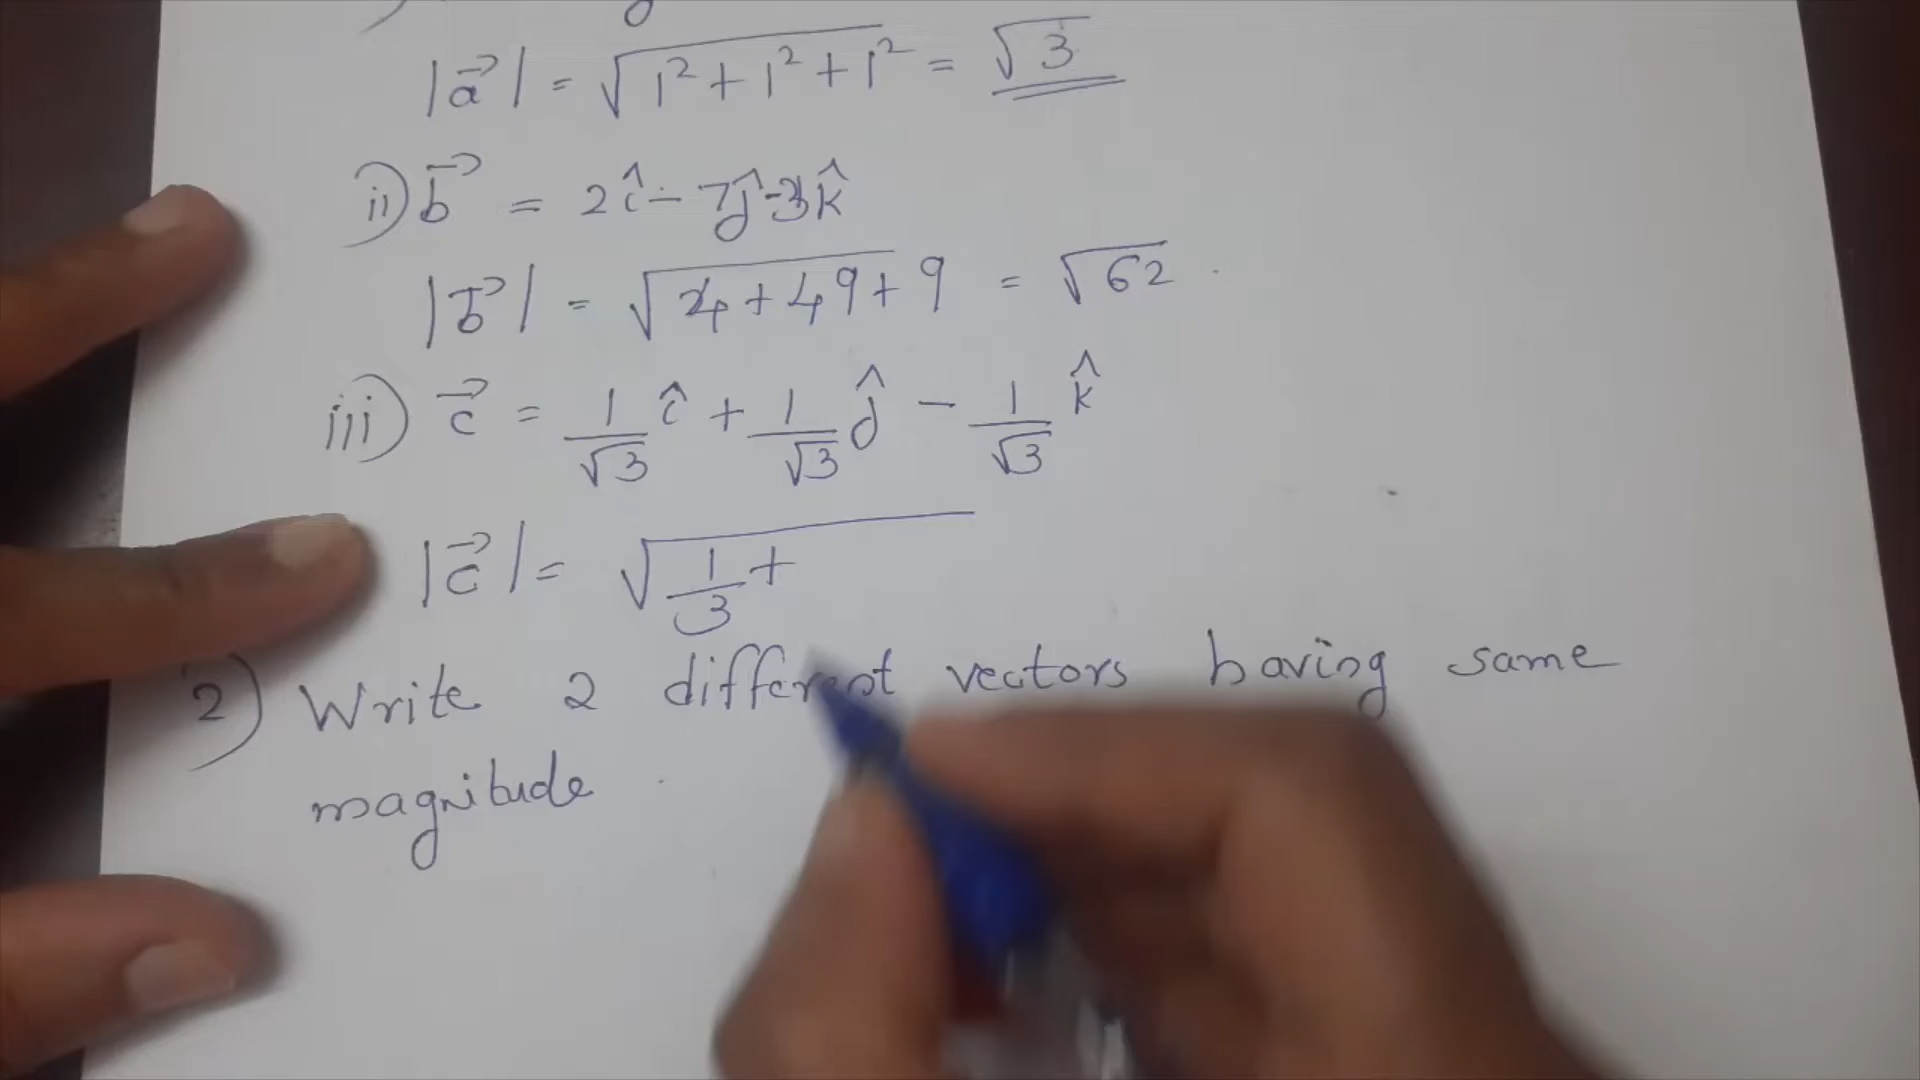 |a⃗| = √1² + 1² + 1² = √3
ii) b⃗ = 2î - 7ĵ - 3k̂
|b⃗| = √4 + 49 + 9 = √62
iii) c⃗ = 1/√3 î + 1/√3 ĵ - 1/√3 k̂
|c⃗| = √1/3 +
2) Write 2 different vectors having same
magnitude